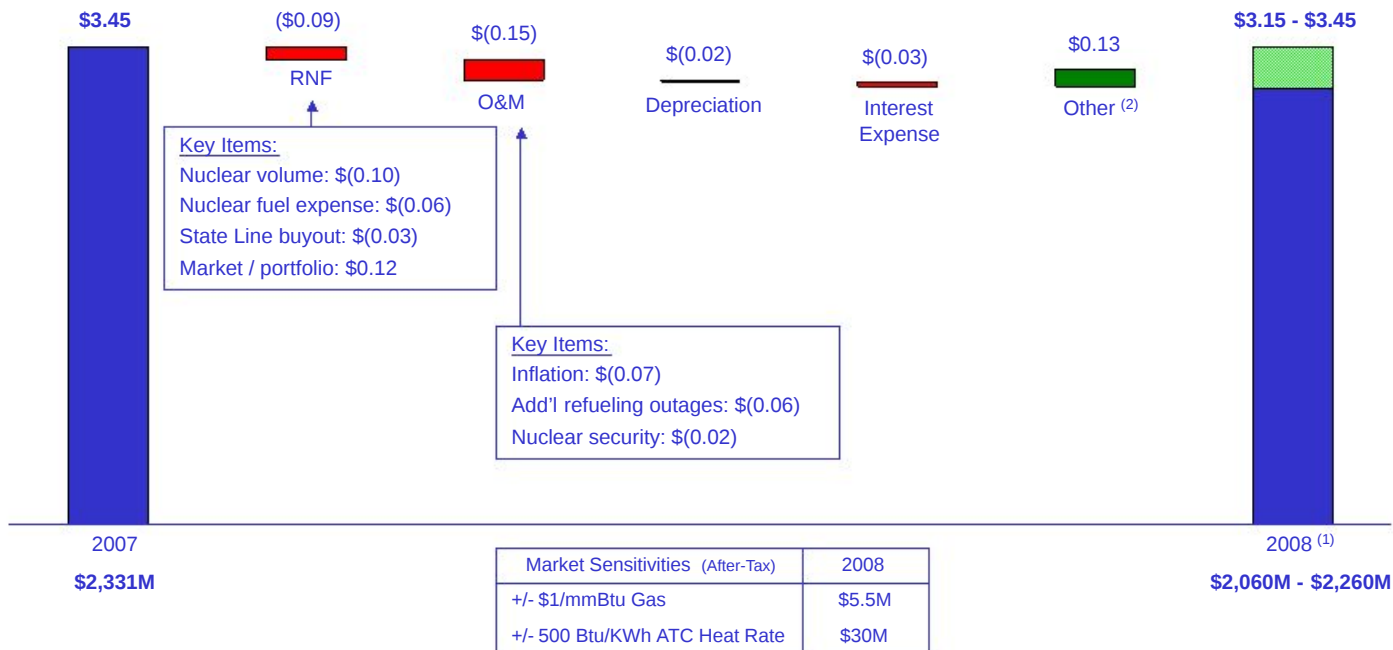 $3.45
($0.09)
$(0.15)
$(0.02)
$(0.03)
$0.13
$3.15 - $3.45
RNF
O&M
Depreciation
Interest
Expense
Other (2)
Key Items:
Nuclear volume: $(0.10)
Nuclear fuel expense: $(0.06)
State Line buyout: $(0.03)
Market / portfolio: $0.12
Key Items:
Inflation: $(0.07)
Add’l refueling outages: $(0.06)
Nuclear security: $(0.02)
2007
2008 (1)
$2,331M
$2,060M - $2,260M
Market Sensitivities (After-Tax) 2008
+/- $1/mmBtu Gas $5.5M
+/- 500 Btu/KWh ATC Heat Rate $30M